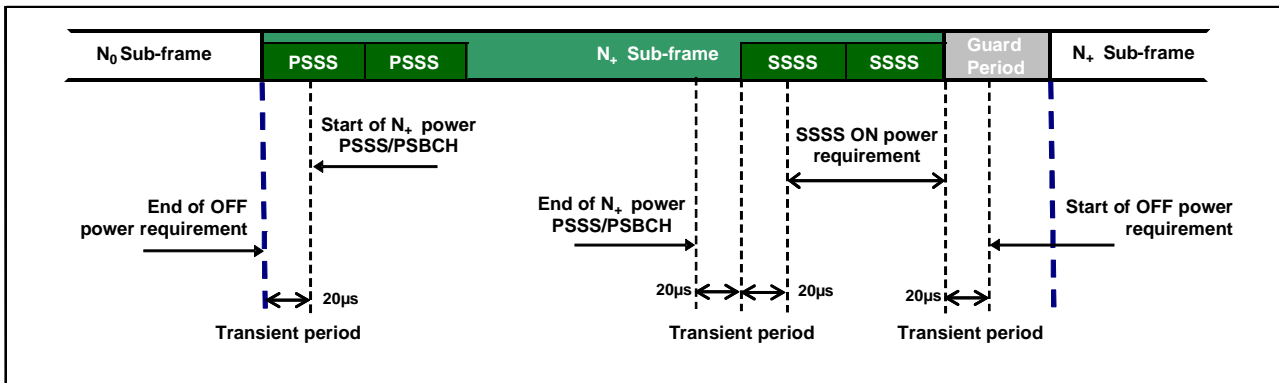 N0 Sub-frame
PSSS
PSSS
N+ Sub-frame
SSSS
SSSS
Guard
Period
N+ Sub-frame
Start of N+ power
PSSS/PSBCH
SSSS ON power
requirement
End of OFF
power requirement
End of N+ power
PSSS/PSBCH
Start of OFF power
requirement
20µs
20µs
20µs
20µs
Transient period
Transient period
Transient period